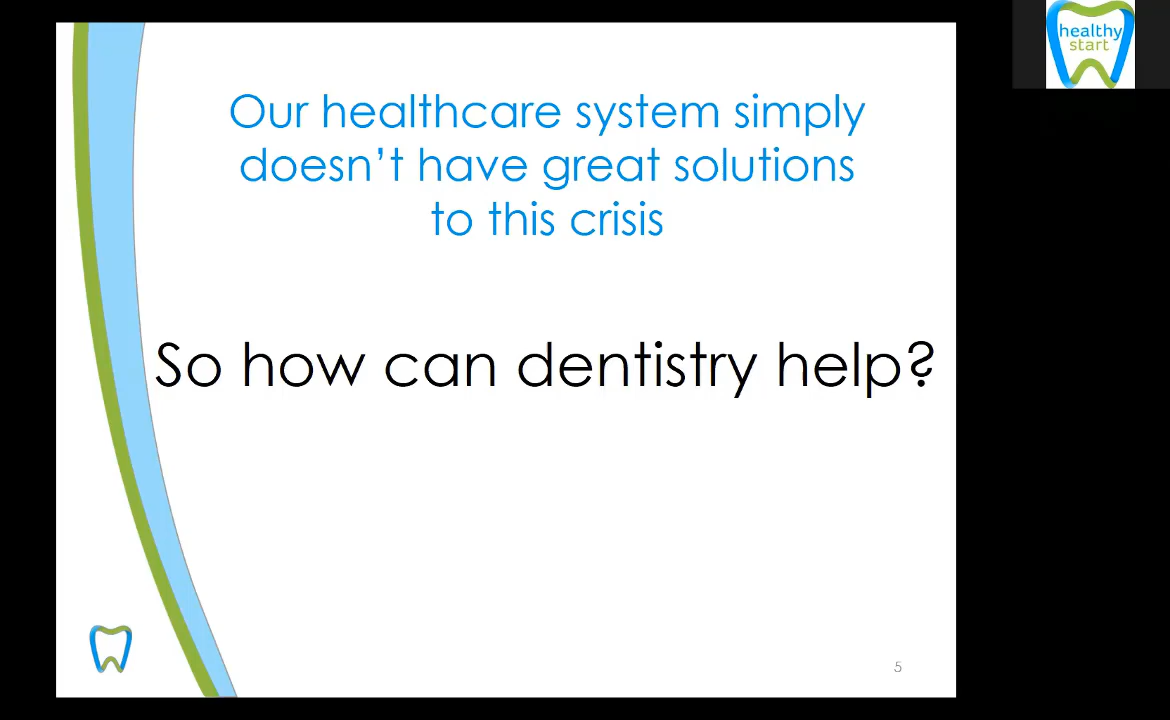 healthy
start
Our healthcare system simply
doesn’t have great solutions
to this crisis
So how can dentistry help?
5